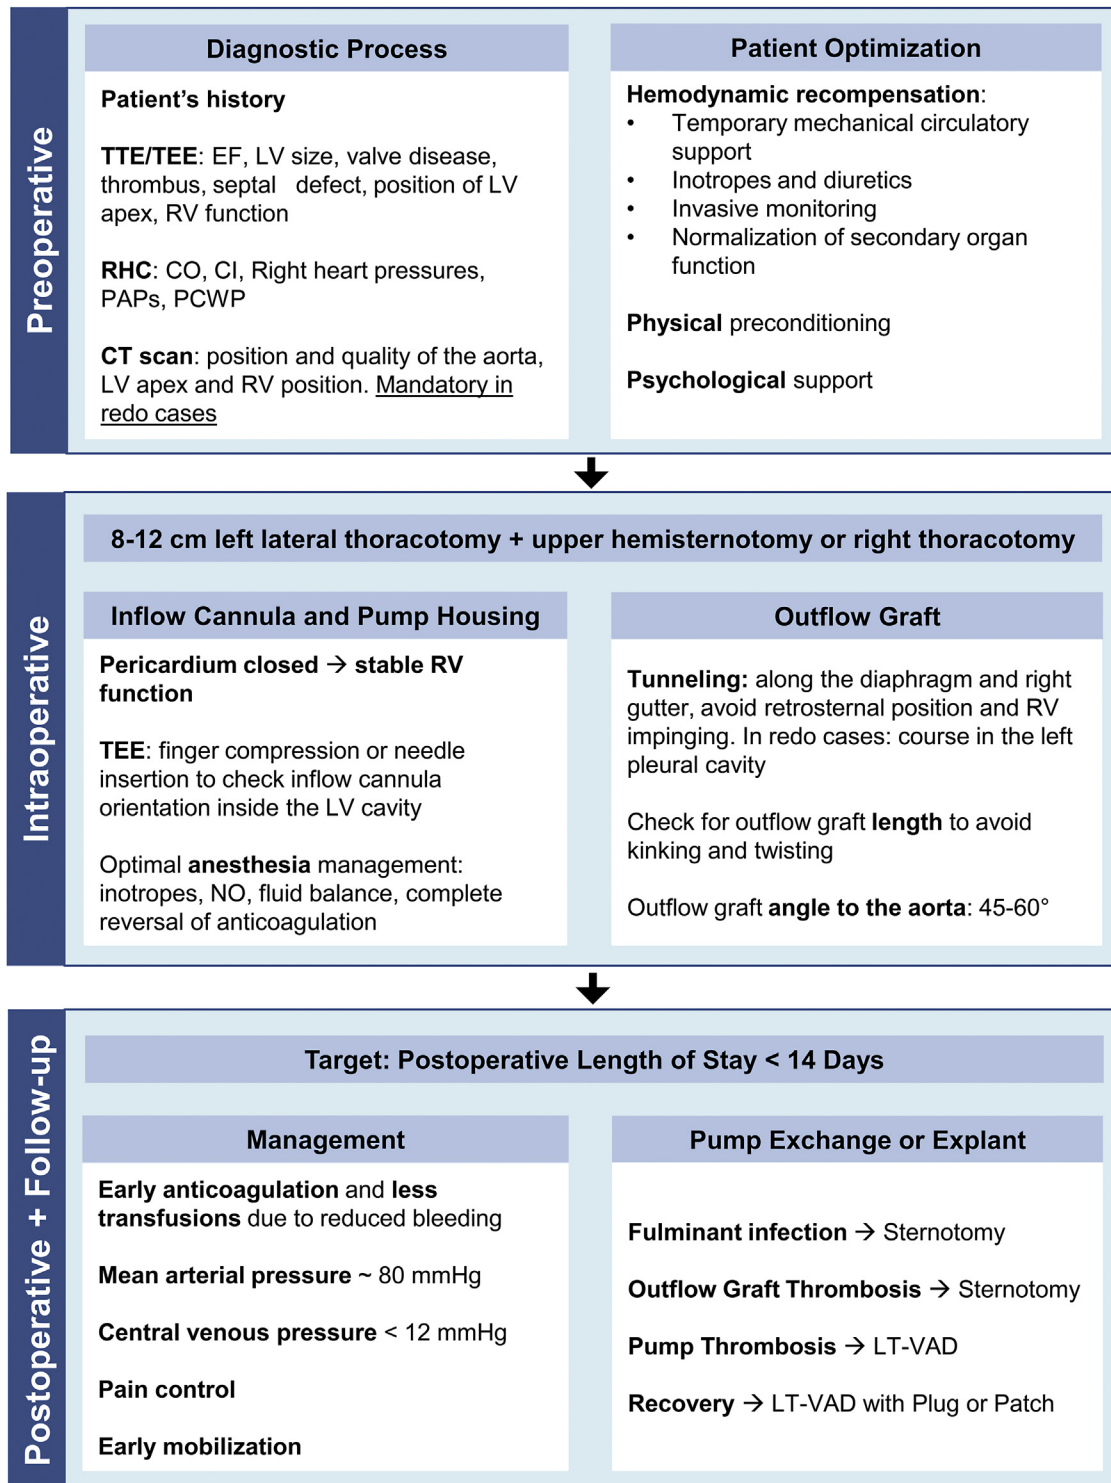 Preoperative
Diagnostic Process
Patient's history
TTE/TEE: EF, LV size, valve disease,
thrombus, septal defect, position of LV
apex, RV function
RHC: CO, CI, Right heart pressures,
PAPs, PCWP
CT scan: position and quality of the aorta,
LV apex and RV position. Mandatory in
redo cases
Patient Optimization
Hemodynamic recompensation:
• Temporary mechanical circulatory
support
• Inotropes and diuretics
• Invasive monitoring
• Normalization of secondary organ
function
Physical preconditioning
Psychological support
Intraoperative
8-12 cm left lateral thoracotomy + upper hemisternotomy or right thoracotomy
Inflow Cannula and Pump Housing
Pericardium closed → stable RV
function
TEE: finger compression or needle
insertion to check inflow cannula
orientation inside the LV cavity
Optimal anesthesia management:
inotropes, NO, fluid balance, complete
reversal of anticoagulation
Outflow Graft
Tunneling: along the diaphragm and right
gutter, avoid retrosternal position and RV
impinging. In redo cases: course in the left
pleural cavity
Check for outflow graft length to avoid
kinking and twisting
Outflow graft angle to the aorta: 45-60°
Postoperative + Follow-up
Target: Postoperative Length of Stay < 14 Days
Management
Early anticoagulation and less
transfusions due to reduced bleeding
Mean arterial pressure ~ 80 mmHg
Central venous pressure < 12 mmHg
Pain control
Early mobilization
Pump Exchange or Explant
Fulminant infection → Sternotomy
Outflow Graft Thrombosis → Sternotomy
Pump Thrombosis → LT-VAD
Recovery → LT-VAD with Plug or Patch